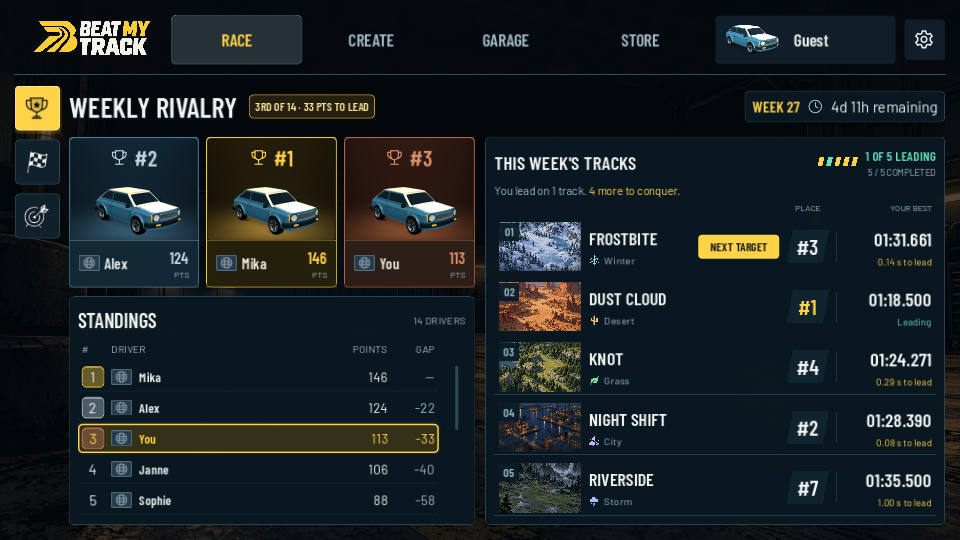 BEAT MY TRACK
RACE
CREATE
GARAGE
STORE
Guest
WEEKLY RIVALRY
3RD OF 14 · 33 PTS TO LEAD
WEEK 27
4d 11h remaining
#2
Alex
124
PTS
#1
Mika
146
PTS
#3
You
113
PTS
STANDINGS
14 DRIVERS
# DRIVER POINTS GAP
1 Mika 146 –
2 Alex 124 -22
3 You 113 -33
4 Janne 106 -40
5 Sophie 88 -58
THIS WEEK'S TRACKS
1 OF 5 LEADING
5 / 5 COMPLETED
You lead on 1 track. 4 more to conquer.
PLACE YOUR BEST
01 FROSTBITE
Winter
NEXT TARGET
#3
01:31.661
0.14 s to lead
02 DUST CLOUD
Desert
#1
01:18.500
Leading
03 KNOT
Grass
#4
01:24.271
0.29 s to lead
04 NIGHT SHIFT
City
#2
01:28.390
0.08 s to lead
05 RIVERSIDE
Storm
#7
01:35.500
1.00 s to lead